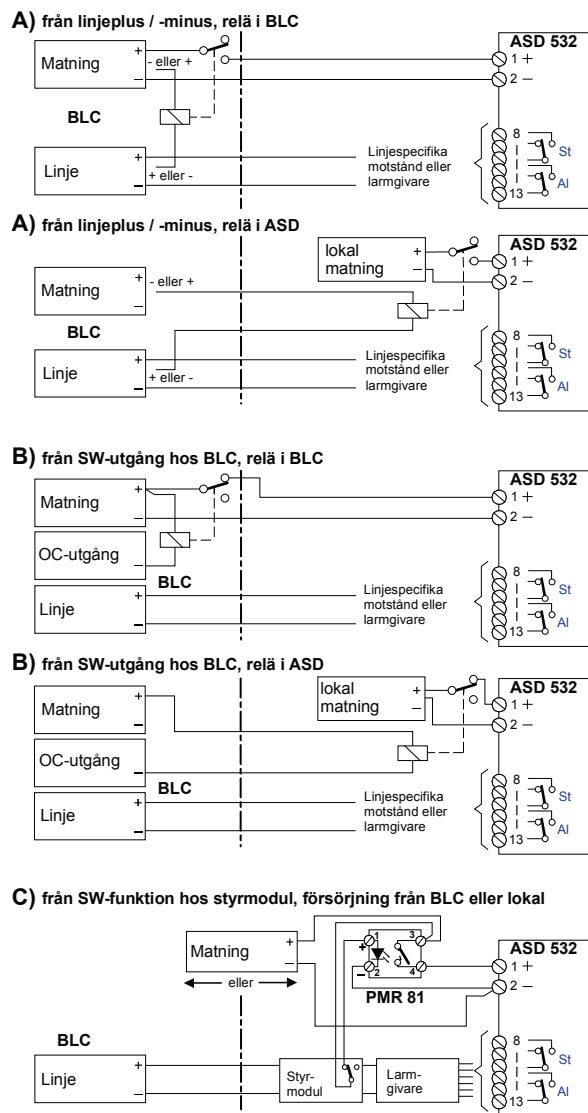 A) från linjeplus / -minus, relä i BLC
Matning
+
–
- eller +
BLC
Linje
+
–
+ eller -
Linjespecifika
motstånd eller
larmgivare
ASD 532
1 +
2 –
8
13
St
Al
A) från linjeplus / -minus, relä i ASD
Matning
- eller +
BLC
Linje
+
–
+ eller -
lokal
matning
+
–
Linjespecifika
motstånd eller
larmgivare
ASD 532
1 +
2 –
8
13
St
Al
B) från SW-utgång hos BLC, relä i BLC
Matning
+
–
OC-utgång
–
BLC
Linje
+
–
Linjespecifika
motstånd eller
larmgivare
ASD 532
1 +
2 –
8
13
St
Al
B) från SW-utgång hos BLC, relä i ASD
Matning
+
–
OC-utgång
–
BLC
Linje
+
–
lokal
matning
+
–
Linjespecifika
motstånd eller
larmgivare
ASD 532
1 +
2 –
8
13
St
Al
C) från SW-funktion hos styrmodul, försörjning från BLC eller lokal
Matning
+
–
eller
+
1
3
–
2
4
PMR 81
BLC
Linje
+
–
Styr-
modul
Larm-
givare
ASD 532
1 +
2 –
8
13
St
Al